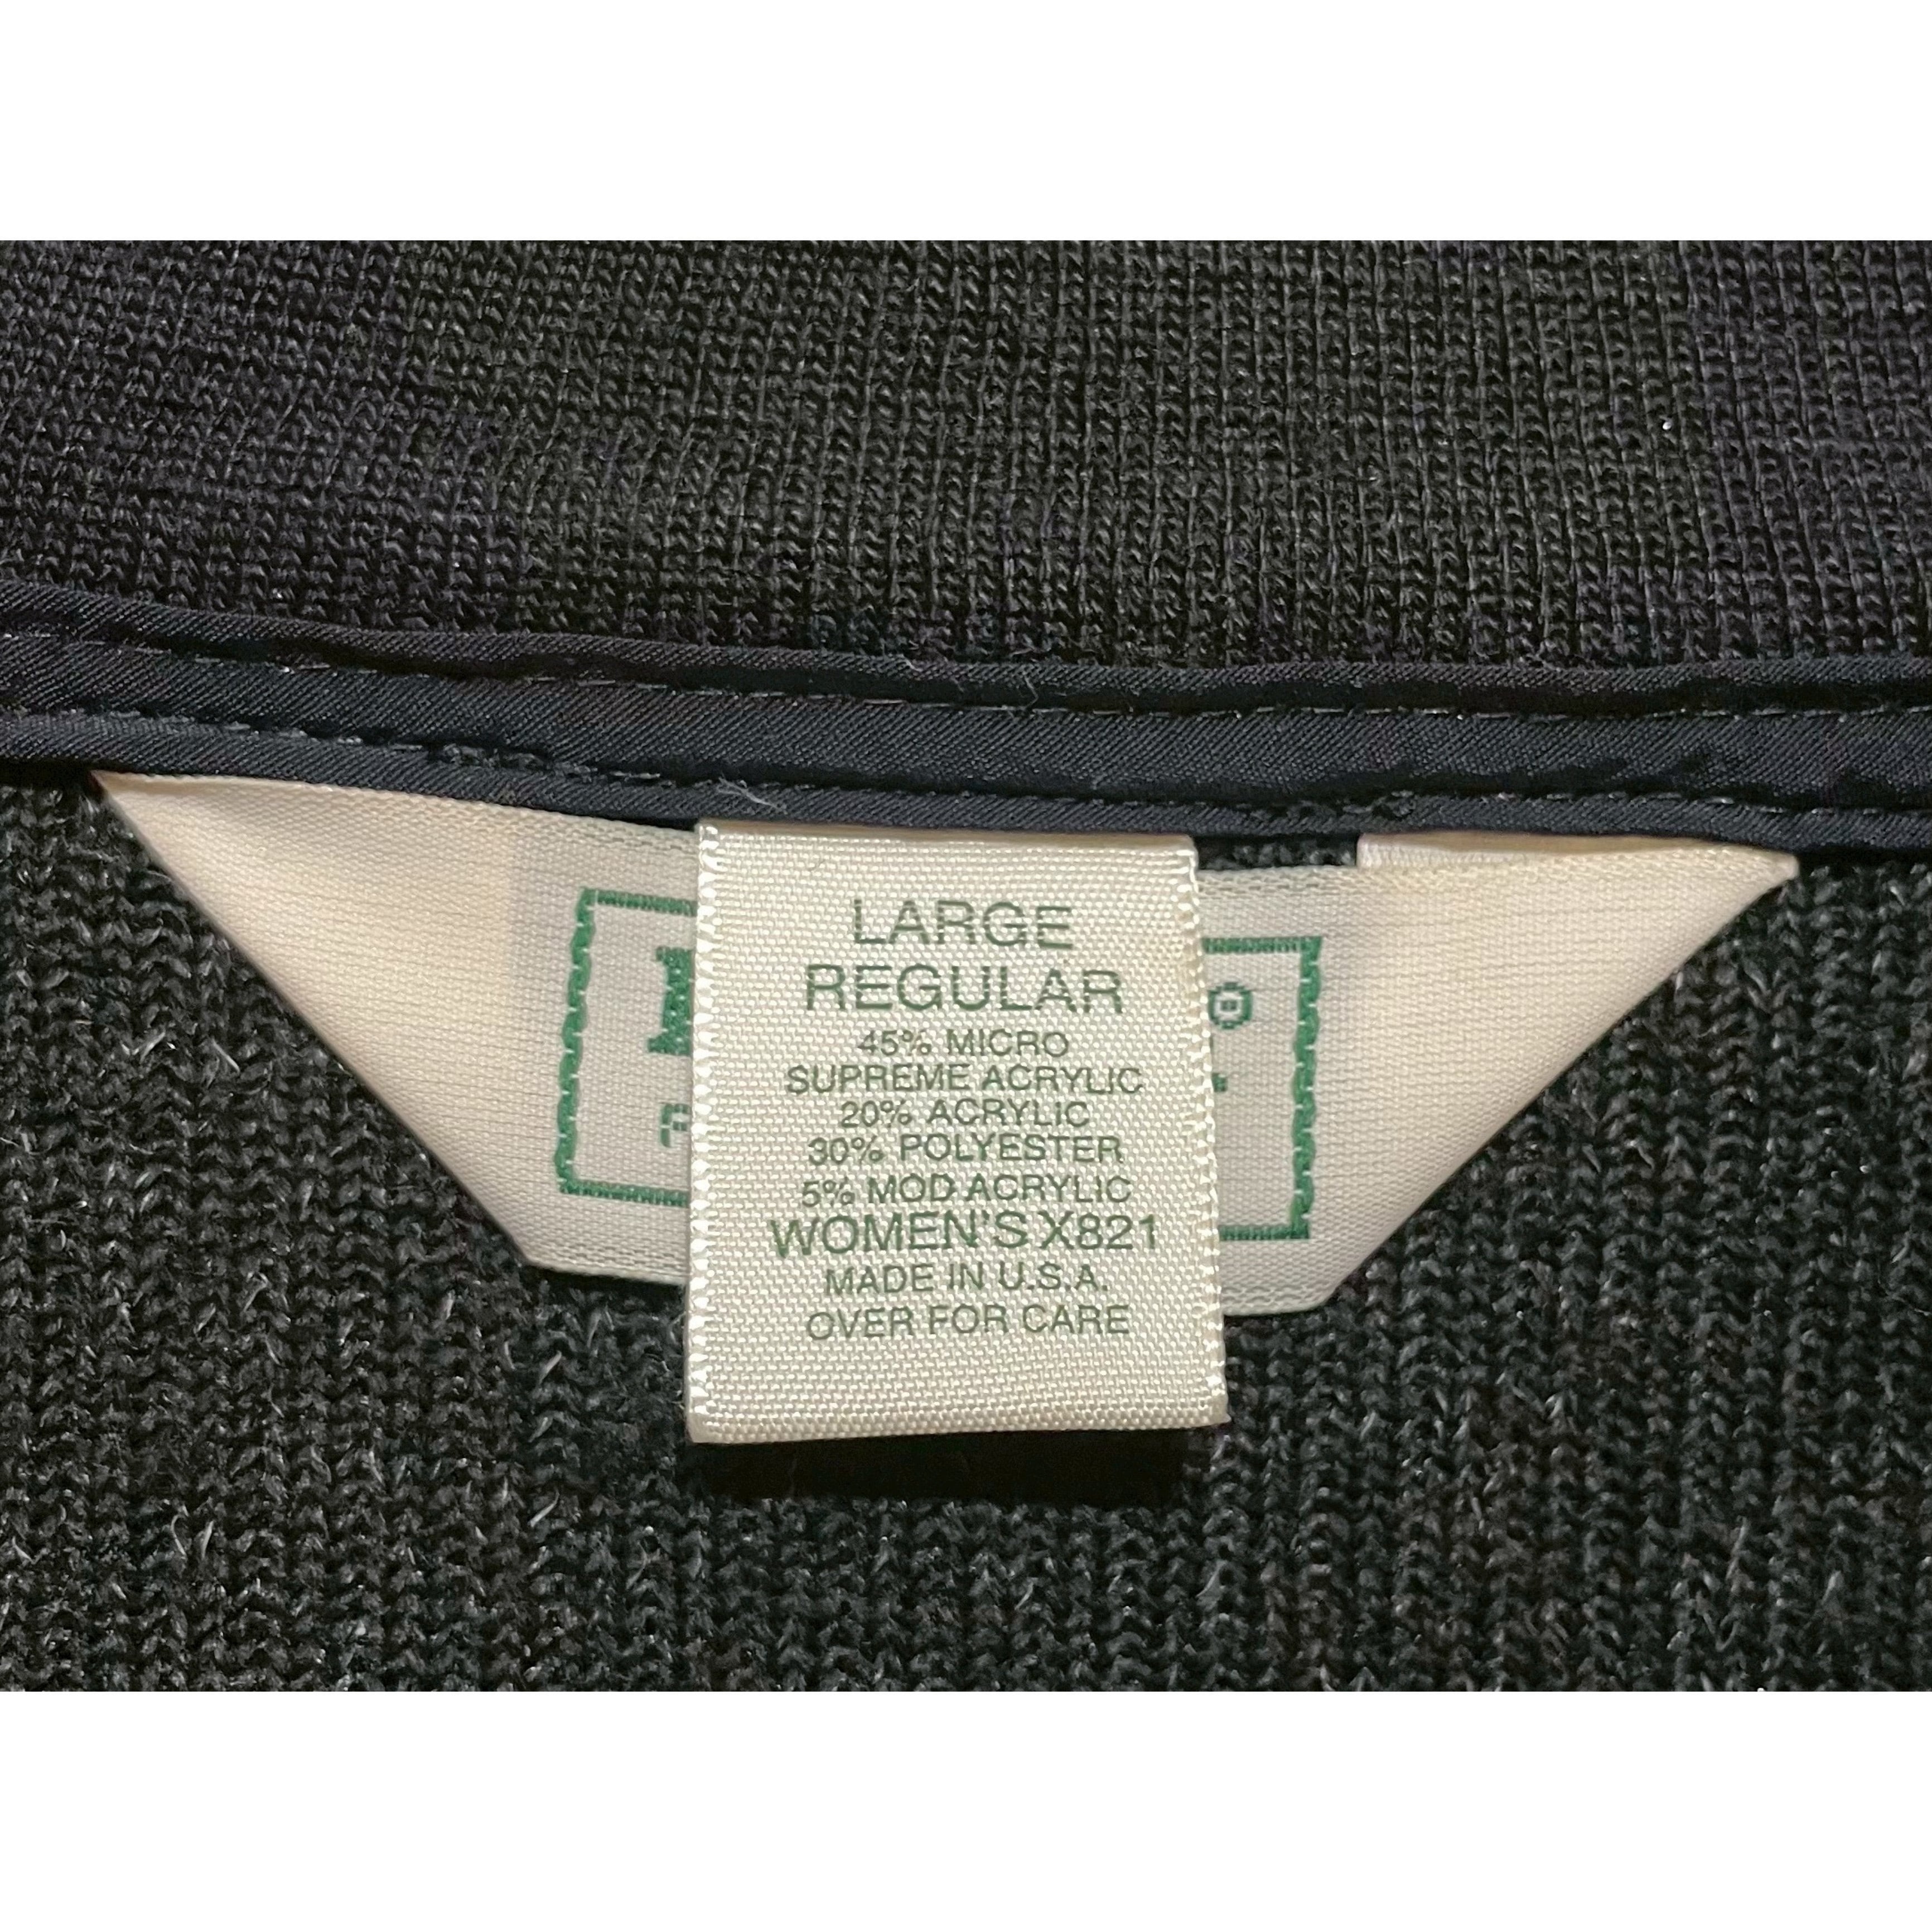 LARGE
REGULAR
45% MICRO
SUPREME ACRYLIC
20% ACRYLIC
30% POLYESTER
5% MOD ACRYLIC
WOMEN'S X821
MADE IN U.S.A.
OVER FOR CARE